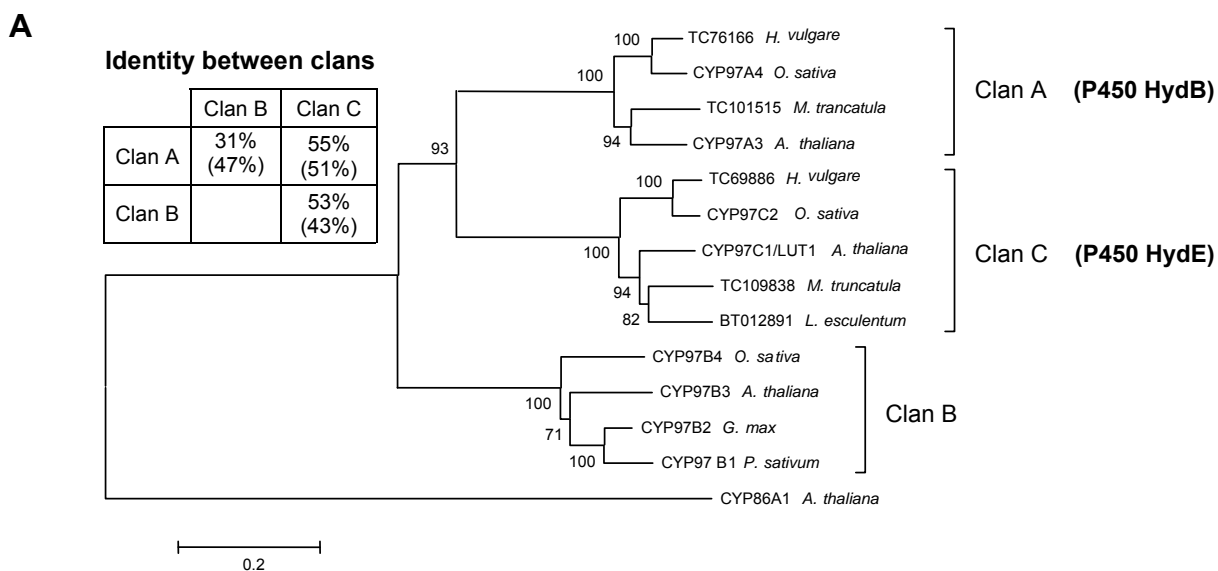 A
Identity between clans
Clan B Clan C
Clan A 31% (47%) 55% (51%)
Clan B 53% (43%)
100 TC76166 H. vulgare
100 CYP97A4 O. sativa
TC101515 M. trancatula
94 CYP97A3 A. thaliana
Clan A (P450 HydB)
93
100 TC69886 H. vulgare
CYP97C2 O. sativa
100 CYP97C1/LUT1 A. thaliana
94 TC109838 M. truncatula
82 BT012891 L. esculentum
Clan C (P450 HydE)
CYP97B4 O. sativa
100 CYP97B3 A. thaliana
71 CYP97B2 G. max
100 CYP97 B1 P. sativum
Clan B
CYP86A1 A. thaliana
0.2